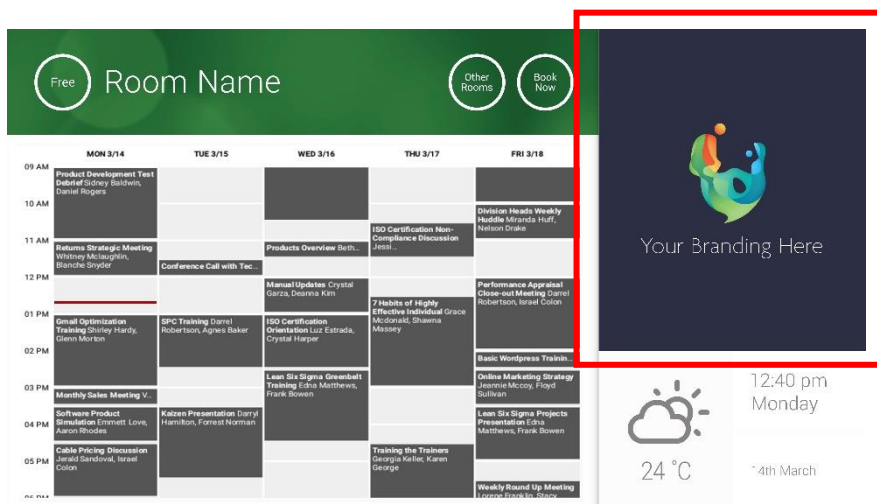 Free
Room Name
Other
Rooms
Book
Now
MON 3/14
TUE 3/15
WED 3/16
THU 3/17
FRI 3/18
09 AM
10 AM
11 AM
12 PM
01 PM
02 PM
03 PM
04 PM
05 PM
06 PM
Product Development Test
Debrief Sidney Baldwin,
Daniel Rogers
Returns Strategic Meeting
Whitney Mclaughlin,
Blanche Snyder
Gmail Optimization
Training Shirley Hardy,
Glenn Morton
Monthly Sales Meeting V..
Software Product
Simulation Emmett Love,
Aaron Rhodes
Cable Pricing Discussion
Jerald Sandoval, Israel
Colon
Conference Call with Tec...
SPC Training Darrel
Robertson, Agnes Baker
Kaizen Presentation Darryl
Hamilton, Forrest Norman
Products Overview Beth...
Manual Updates Crystal
Garza, Deanna Kim
ISO Certification
Orientation Luz Estrada,
Crystal Harper
Lean Six Sigma Greenbelt
Training Edna Matthews,
Frank Bowen
ISO Certification Non-
Compliance Discussion
Jessi...
7 Habits of Highly
Effective Individual Grace
Mcdonald, Shawna
Massey
Training the Trainers
Georgia Keller, Karen
George
Division Heads Weekly
Huddle Miranda Huff,
Nelson Drake
Performance Appraisal
Close-out Meeting Darrel
Robertson, Israel Colon
Basic Wordpress Trainin...
Online Marketing Strategy
Jeannie Mccoy, Floyd
Sullivan
Lean Six Sigma Projects
Presentation Edna
Matthews, Frank Bowen
Weekly Round Up Meeting
Lorene Franklin, Stacy
Your Branding Here
12:40 pm
Monday
24 °C
14th March